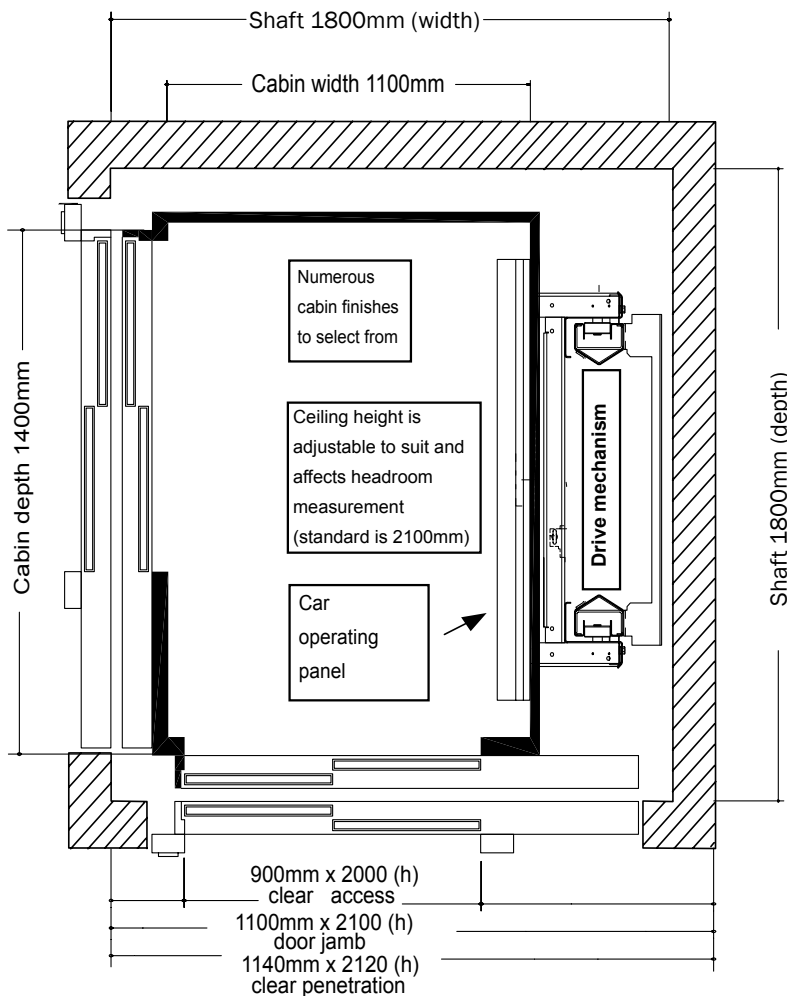 Shaft 1800mm (width)
Cabin width 1100mm
Numerous
cabin finishes
to select from
Ceiling height is
adjustable to suit and
affects headroom
measurement
(standard is 2100mm)
Car
operating
panel
Drive mechanism
Cabin depth 1400mm
Shaft 1800mm (depth)
900mm x 2000 (h)
clear access
1100mm x 2100 (h)
door jamb
1140mm x 2120 (h)
clear penetration